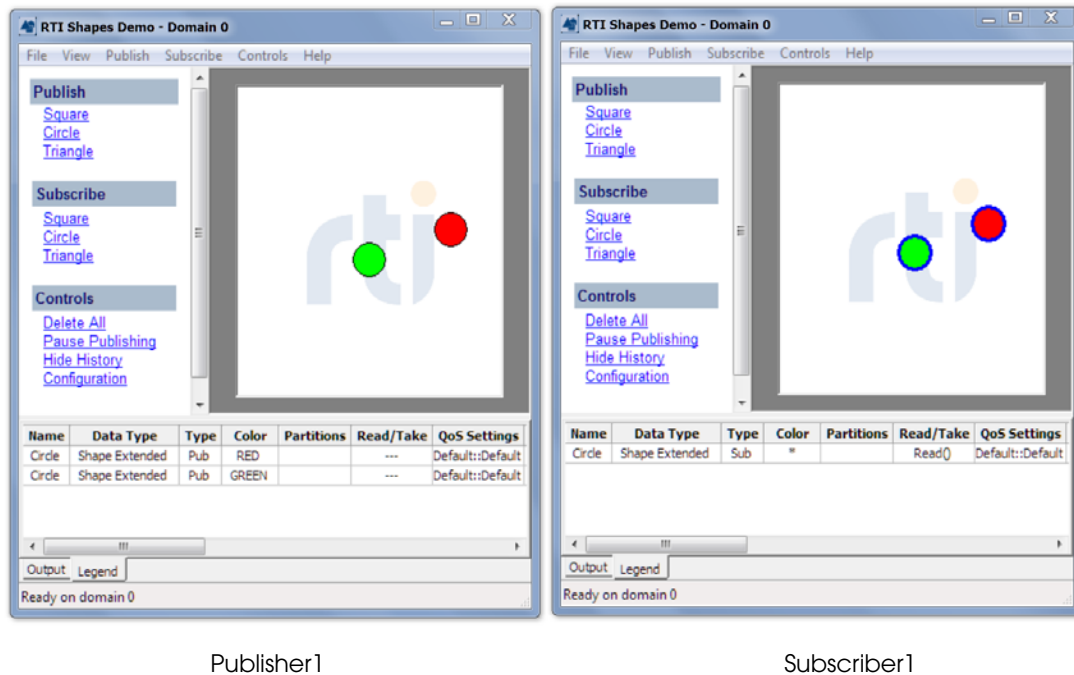 RTI Shapes Demo - Domain 0
File View Publish Subscribe Controls Help
Publish
Square
Circle
Triangle
Subscribe
Square
Circle
Triangle
Controls
Delete All
Pause Publishing
Hide History
Configuration
rti
Name Data Type Type Color Partitions Read/Take QoS Settings
Circle Shape Extended Pub RED --- Default::Default
Circle Shape Extended Pub GREEN --- Default::Default
Output Legend
Ready on domain 0
Publisher1
RTI Shapes Demo - Domain 0
File View Publish Subscribe Controls Help
Publish
Square
Circle
Triangle
Subscribe
Square
Circle
Triangle
Controls
Delete All
Pause Publishing
Hide History
Configuration
rti
Name Data Type Type Color Partitions Read/Take QoS Settings
Circle Shape Extended Sub * Read() Default::Default
Output Legend
Ready on domain 0
Subscriber1